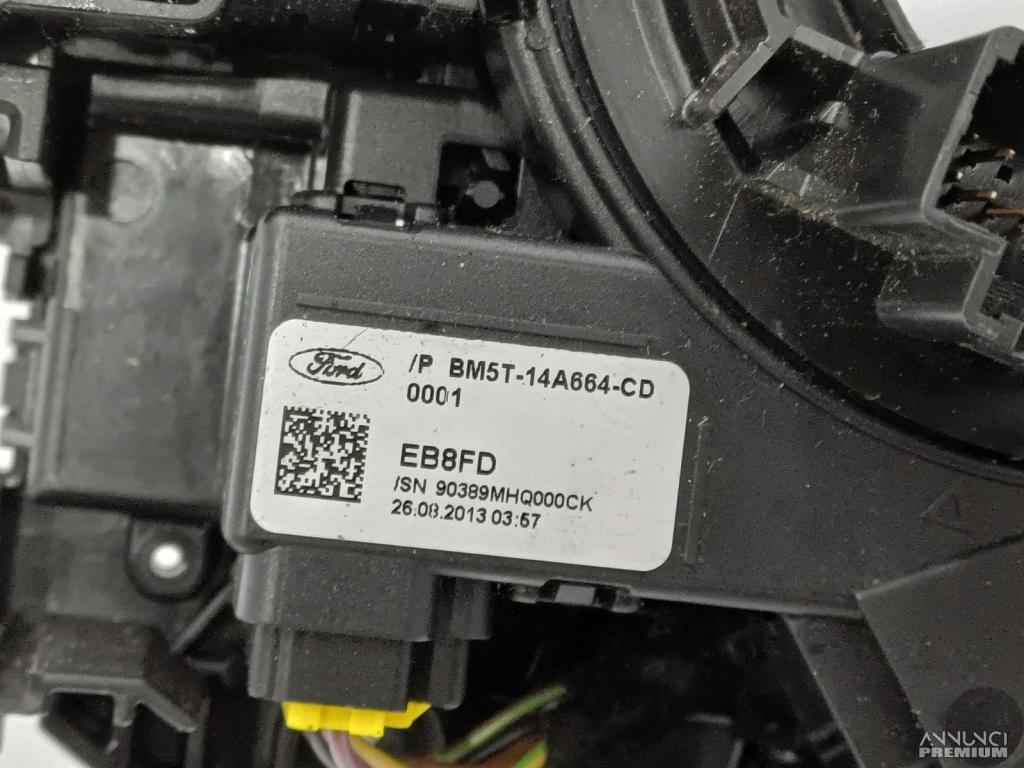 Ford
/P BM5T-14A664-CD
0001
EB8FD
/SN 90389MHQ000CK
26.08.2013 03:57
ANNUNCI
PREMIUM